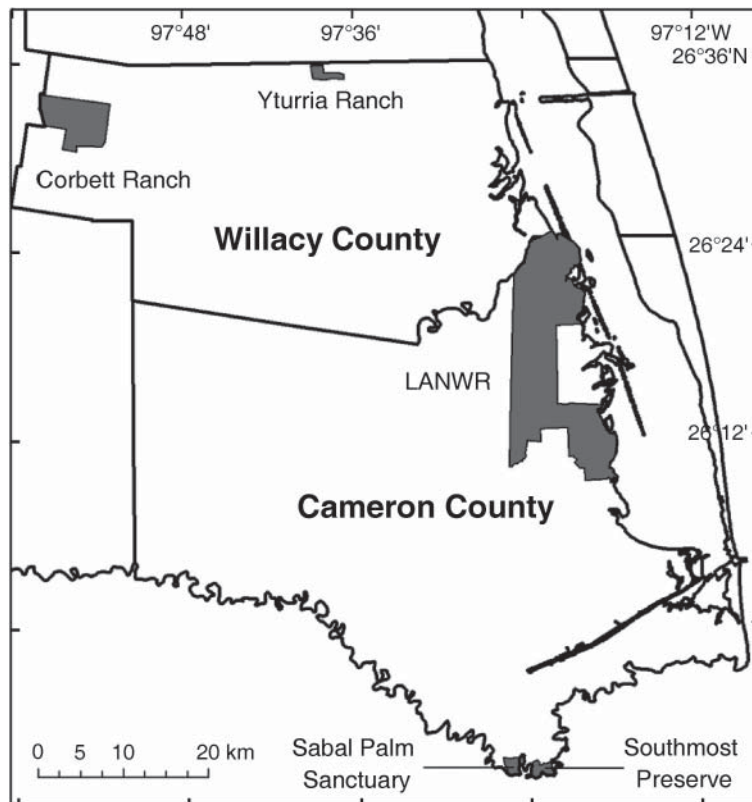 97°48' 97°36' 97°12'W
26°36'N
Yturria Ranch
Corbett Ranch
Willacy County
26°24'
LANWR
26°12'
Cameron County
0 5 10 20 km
Sabal Palm
Sanctuary
Southmost
Preserve